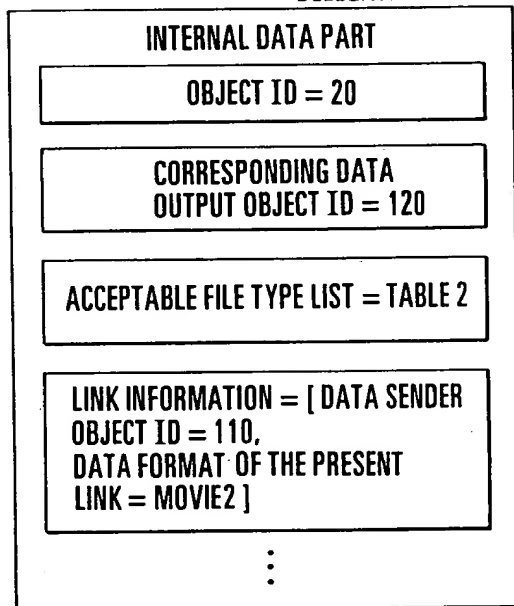 INTERNAL DATA PART
OBJECT ID = 20
CORRESPONDING DATA
OUTPUT OBJECT ID = 120
ACCEPTABLE FILE TYPE LIST = TABLE 2
LINK INFORMATION = [ DATA SENDER
OBJECT ID = 110,
DATA FORMAT OF THE PRESENT
LINK = MOVIE2 ]